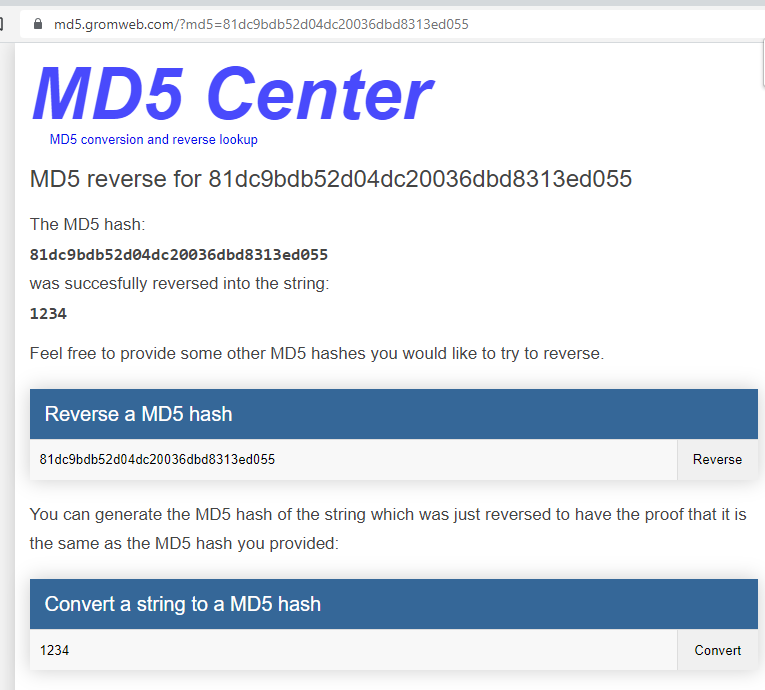 md5.gromweb.com/?md5=81dc9bdb52d04dc20036dbd8313ed055
MD5 Center
MD5 conversion and reverse lookup
MD5 reverse for 81dc9bdb52d04dc20036dbd8313ed055
The MD5 hash:
81dc9bdb52d04dc20036dbd8313ed055
was succesfully reversed into the string:
1234
Feel free to provide some other MD5 hashes you would like to try to reverse.
Reverse a MD5 hash
81dc9bdb52d04dc20036dbd8313ed055 Reverse
You can generate the MD5 hash of the string which was just reversed to have the proof that it is
the same as the MD5 hash you provided:
Convert a string to a MD5 hash
1234 Convert